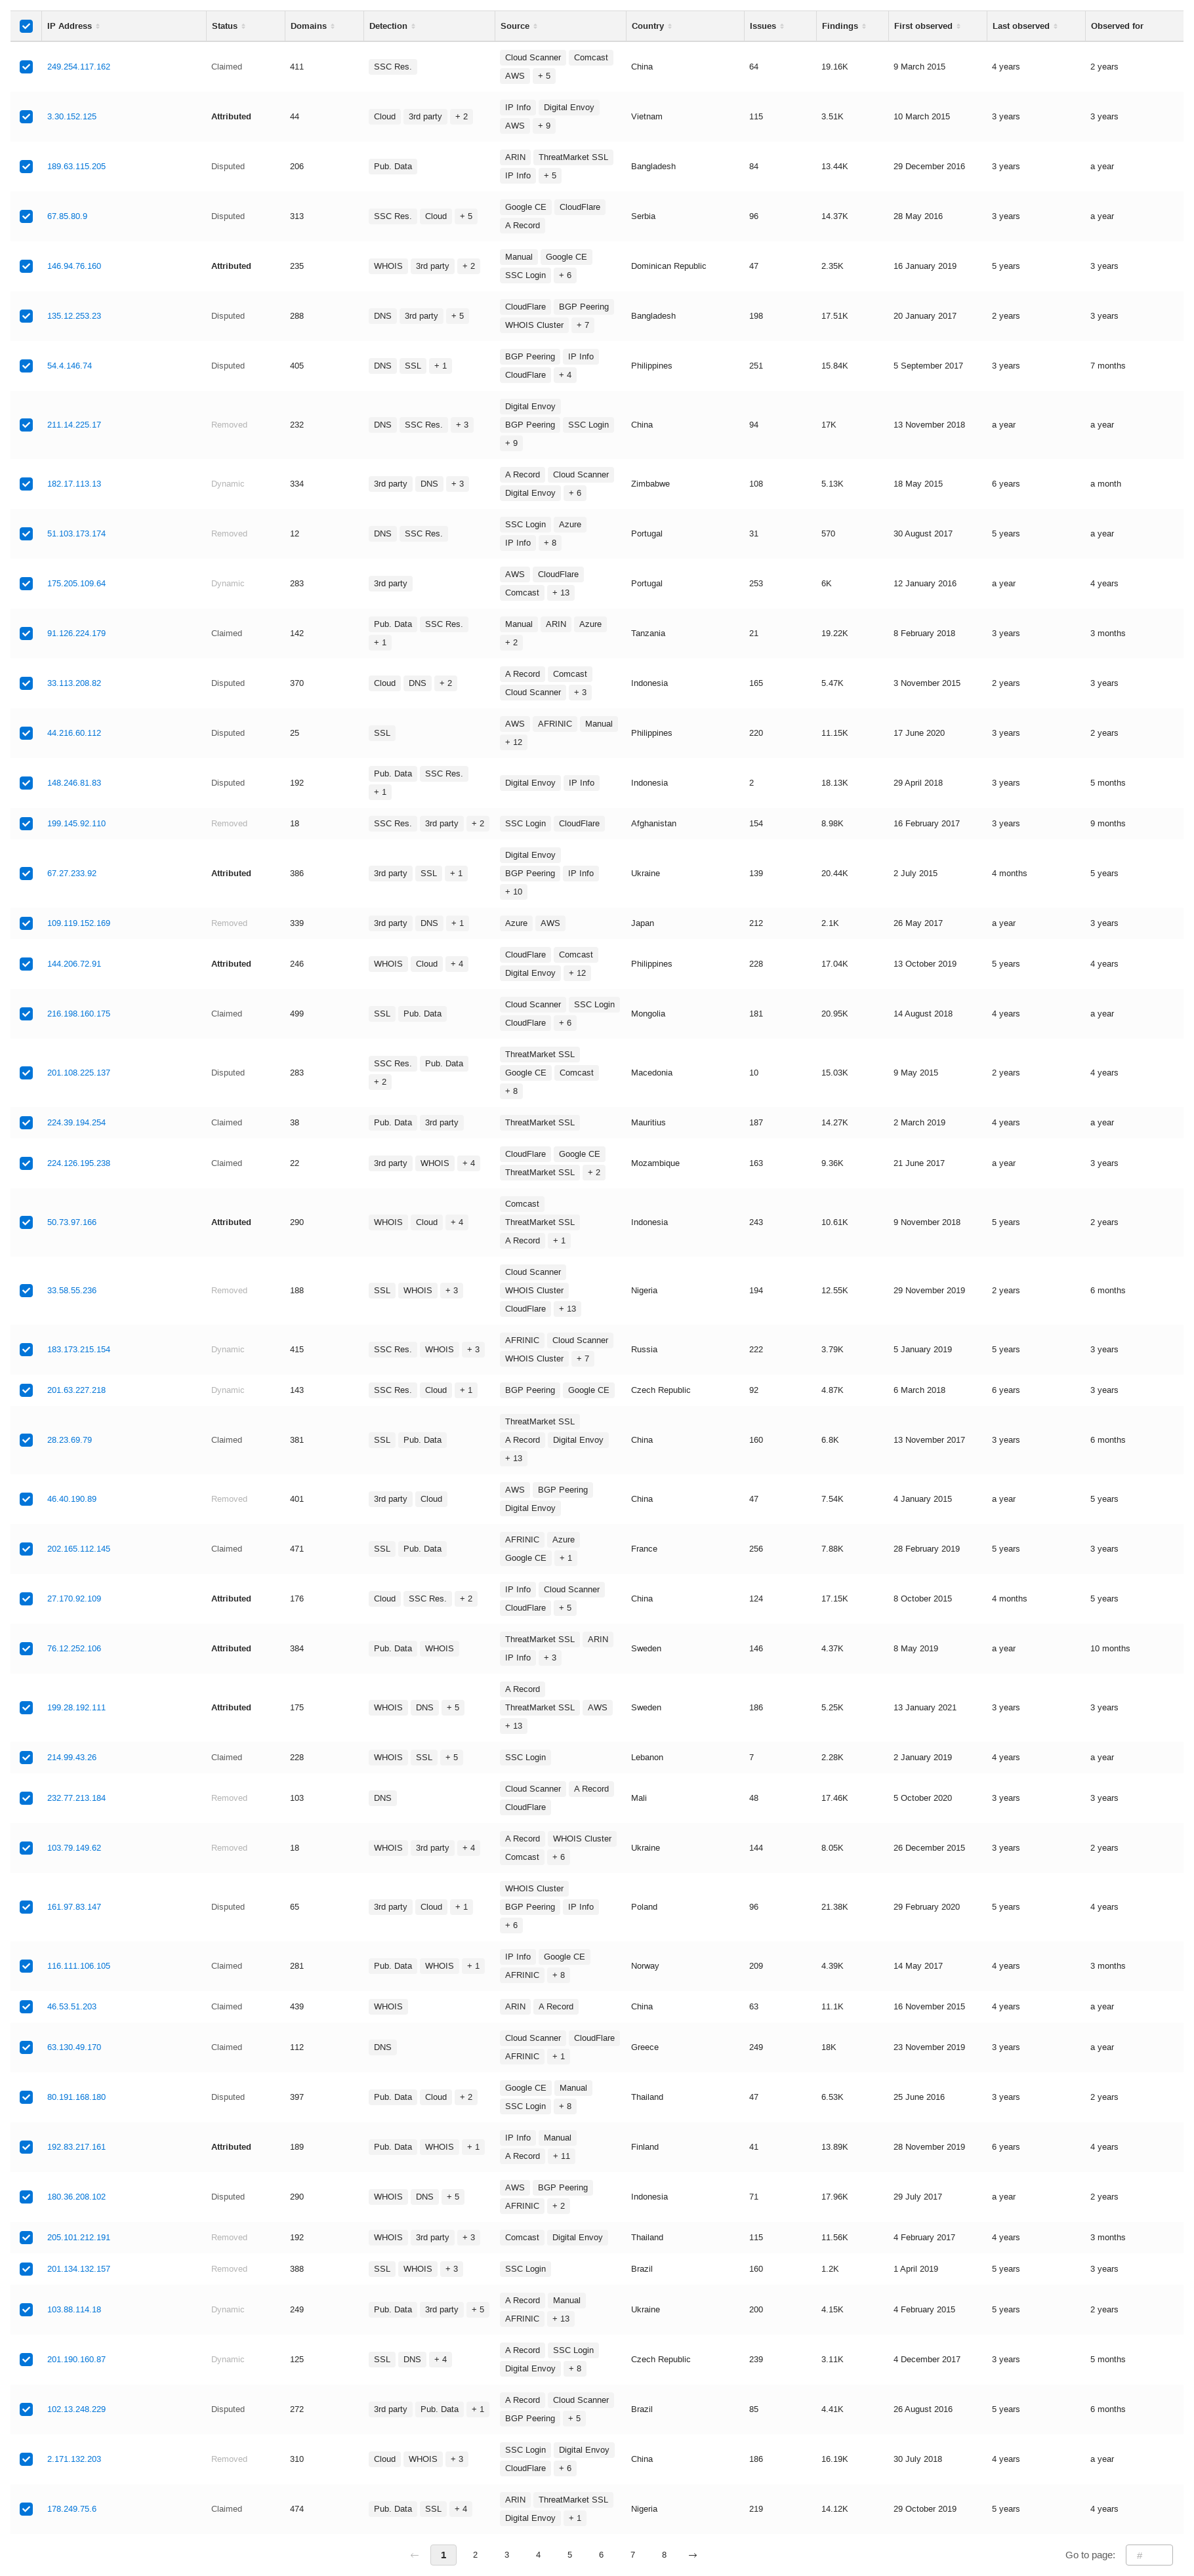 IP Address Status Domains Detection Source Country Issues Findings First observed Last observed Observed for
249.254.117.162 Claimed 411 SSC Res. Cloud Scanner Comcast AWS + 5 China 64 19.16K 9 March 2015 4 years 2 years
3.30.152.125 Attributed 44 Cloud 3rd party + 2 IP Info Digital Envoy AWS + 9 Vietnam 115 3.51K 10 March 2015 3 years 3 years
189.63.115.205 Disputed 206 Pub. Data ARIN ThreatMarket SSL IP Info + 5 Bangladesh 84 13.44K 29 December 2016 3 years a year
67.85.80.9 Disputed 313 SSC Res. Cloud + 5 Google CE CloudFlare A Record Serbia 96 14.37K 28 May 2016 3 years a year
146.94.76.160 Attributed 235 WHOIS 3rd party + 2 Manual Google CE SSC Login + 6 Dominican Republic 47 2.35K 16 January 2019 5 years 3 years
135.12.253.23 Disputed 288 DNS 3rd party + 5 CloudFlare BGP Peering WHOIS Cluster + 7 Bangladesh 198 17.51K 20 January 2017 2 years 3 years
54.4.146.74 Disputed 405 DNS SSL + 1 BGP Peering IP Info CloudFlare + 4 Philippines 251 15.84K 5 September 2017 3 years 7 months
211.14.225.17 Removed 232 DNS SSC Res. + 3 Digital Envoy BGP Peering SSC Login + 9 China 94 17K 13 November 2018 a year a year
182.17.113.13 Dynamic 334 3rd party DNS + 3 A Record Cloud Scanner Digital Envoy + 6 Zimbabwe 108 5.13K 18 May 2015 6 years a month
51.103.173.174 Removed 12 DNS SSC Res. SSC Login Azure IP Info + 8 Portugal 31 570 30 August 2017 5 years a year
175.205.109.64 Dynamic 283 3rd party AWS CloudFlare Comcast + 13 Portugal 253 6K 12 January 2016 a year 4 years
91.126.224.179 Claimed 142 Pub. Data SSC Res. + 1 Manual ARIN Azure + 2 Tanzania 21 19.22K 8 February 2018 3 years 3 months
33.113.208.82 Disputed 370 Cloud DNS + 2 A Record Comcast Cloud Scanner + 3 Indonesia 165 5.47K 3 November 2015 2 years 3 years
44.216.60.112 Disputed 25 SSL AWS AFRINIC Manual + 12 Philippines 220 11.15K 17 June 2020 3 years 2 years
148.246.81.83 Disputed 192 Pub. Data SSC Res. + 1 Digital Envoy IP Info Indonesia 2 18.13K 29 April 2018 3 years 5 months
199.145.92.110 Removed 18 SSC Res. 3rd party + 2 SSC Login CloudFlare Afghanistan 154 8.98K 16 February 2017 3 years 9 months
67.27.233.92 Attributed 386 3rd party SSL + 1 Digital Envoy BGP Peering IP Info + 10 Ukraine 139 20.44K 2 July 2015 4 months 5 years
109.119.152.169 Removed 339 3rd party DNS + 1 Azure AWS Japan 212 2.1K 26 May 2017 a year 3 years
144.206.72.91 Attributed 246 WHOIS Cloud + 4 CloudFlare Comcast Digital Envoy + 12 Philippines 228 17.04K 13 October 2019 5 years 4 years
216.198.160.175 Claimed 499 SSL Pub. Data Cloud Scanner SSC Login CloudFlare + 6 Mongolia 181 20.95K 14 August 2018 4 years a year
201.108.225.137 Disputed 283 SSC Res. Pub. Data + 2 ThreatMarket SSL Google CE Comcast + 8 Macedonia 10 15.03K 9 May 2015 2 years 4 years
224.39.194.254 Claimed 38 Pub. Data 3rd party ThreatMarket SSL Mauritius 187 14.27K 2 March 2019 4 years a year
224.126.195.238 Claimed 22 3rd party WHOIS + 4 CloudFlare Google CE ThreatMarket SSL + 2 Mozambique 163 9.36K 21 June 2017 a year 3 years
50.73.97.166 Attributed 290 WHOIS Cloud + 4 Comcast ThreatMarket SSL A Record + 1 Indonesia 243 10.61K 9 November 2018 5 years 2 years
33.58.55.236 Removed 188 SSL WHOIS + 3 Cloud Scanner WHOIS Cluster CloudFlare + 13 Nigeria 194 12.55K 29 November 2019 2 years 6 months
183.173.215.154 Dynamic 415 SSC Res. WHOIS + 3 AFRINIC Cloud Scanner WHOIS Cluster + 7 Russia 222 3.79K 5 January 2019 5 years 3 years
201.63.227.218 Dynamic 143 SSC Res. Cloud + 1 BGP Peering Google CE Czech Republic 92 4.87K 6 March 2018 6 years 3 years
28.23.69.79 Claimed 381 SSL Pub. Data ThreatMarket SSL A Record Digital Envoy + 13 China 160 6.8K 13 November 2017 3 years 6 months
46.40.190.89 Removed 401 3rd party Cloud AWS BGP Peering Digital Envoy China 47 7.54K 4 January 2015 a year 5 years
202.165.112.145 Claimed 471 SSL Pub. Data AFRINIC Azure Google CE + 1 France 256 7.88K 28 February 2019 5 years 3 years
27.170.92.109 Attributed 176 Cloud SSC Res. + 2 IP Info Cloud Scanner CloudFlare + 5 China 124 17.15K 8 October 2015 4 months 5 years
76.12.252.106 Attributed 384 Pub. Data WHOIS ThreatMarket SSL ARIN IP Info + 3 Sweden 146 4.37K 8 May 2019 a year 10 months
199.28.192.111 Attributed 175 WHOIS DNS + 5 A Record ThreatMarket SSL AWS + 13 Sweden 186 5.25K 13 January 2021 3 years 3 years
214.99.43.26 Claimed 228 WHOIS SSL + 5 SSC Login Lebanon 7 2.28K 2 January 2019 4 years a year
232.77.213.184 Removed 103 DNS Cloud Scanner A Record CloudFlare Mali 48 17.46K 5 October 2020 3 years 3 years
103.79.149.62 Removed 18 WHOIS 3rd party + 4 A Record WHOIS Cluster Comcast + 6 Ukraine 144 8.05K 26 December 2015 3 years 2 years
161.97.83.147 Disputed 65 3rd party Cloud + 1 WHOIS Cluster BGP Peering IP Info + 6 Poland 96 21.38K 29 February 2020 5 years 4 years
116.111.106.105 Claimed 281 Pub. Data WHOIS + 1 IP Info Google CE AFRINIC + 8 Norway 209 4.39K 14 May 2017 4 years 3 months
46.53.51.203 Claimed 439 WHOIS ARIN A Record China 63 11.1K 16 November 2015 4 years a year
63.130.49.170 Claimed 112 DNS Cloud Scanner CloudFlare AFRINIC + 1 Greece 249 18K 23 November 2019 3 years a year
80.191.168.180 Disputed 397 Pub. Data Cloud + 2 Google CE Manual SSC Login + 8 Thailand 47 6.53K 25 June 2016 3 years 2 years
192.83.217.161 Attributed 189 Pub. Data WHOIS + 1 IP Info Manual A Record + 11 Finland 41 13.89K 28 November 2019 6 years 4 years
180.36.208.102 Disputed 290 WHOIS DNS + 5 AWS BGP Peering AFRINIC + 2 Indonesia 71 17.96K 29 July 2017 a year 2 years
205.101.212.191 Removed 192 WHOIS 3rd party + 3 Comcast Digital Envoy Thailand 115 11.56K 4 February 2017 4 years 3 months
201.134.132.157 Removed 388 SSL WHOIS + 3 SSC Login Brazil 160 1.2K 1 April 2019 5 years 3 years
103.88.114.18 Dynamic 249 Pub. Data 3rd party + 5 A Record Manual AFRINIC + 13 Ukraine 200 4.15K 4 February 2015 5 years 2 years
201.190.160.87 Dynamic 125 SSL DNS + 4 A Record SSC Login Digital Envoy + 8 Czech Republic 239 3.11K 4 December 2017 3 years 5 months
102.13.248.229 Disputed 272 3rd party Pub. Data + 1 A Record Cloud Scanner BGP Peering + 5 Brazil 85 4.41K 26 August 2016 5 years 6 months
2.171.132.203 Removed 310 Cloud WHOIS + 3 SSC Login Digital Envoy CloudFlare + 6 China 186 16.19K 30 July 2018 4 years a year
178.249.75.6 Claimed 474 Pub. Data SSL + 4 ARIN ThreatMarket SSL Digital Envoy + 1 Nigeria 219 14.12K 29 October 2019 5 years 4 years
← 1 2 3 4 5 6 7 8 → Go to page: #